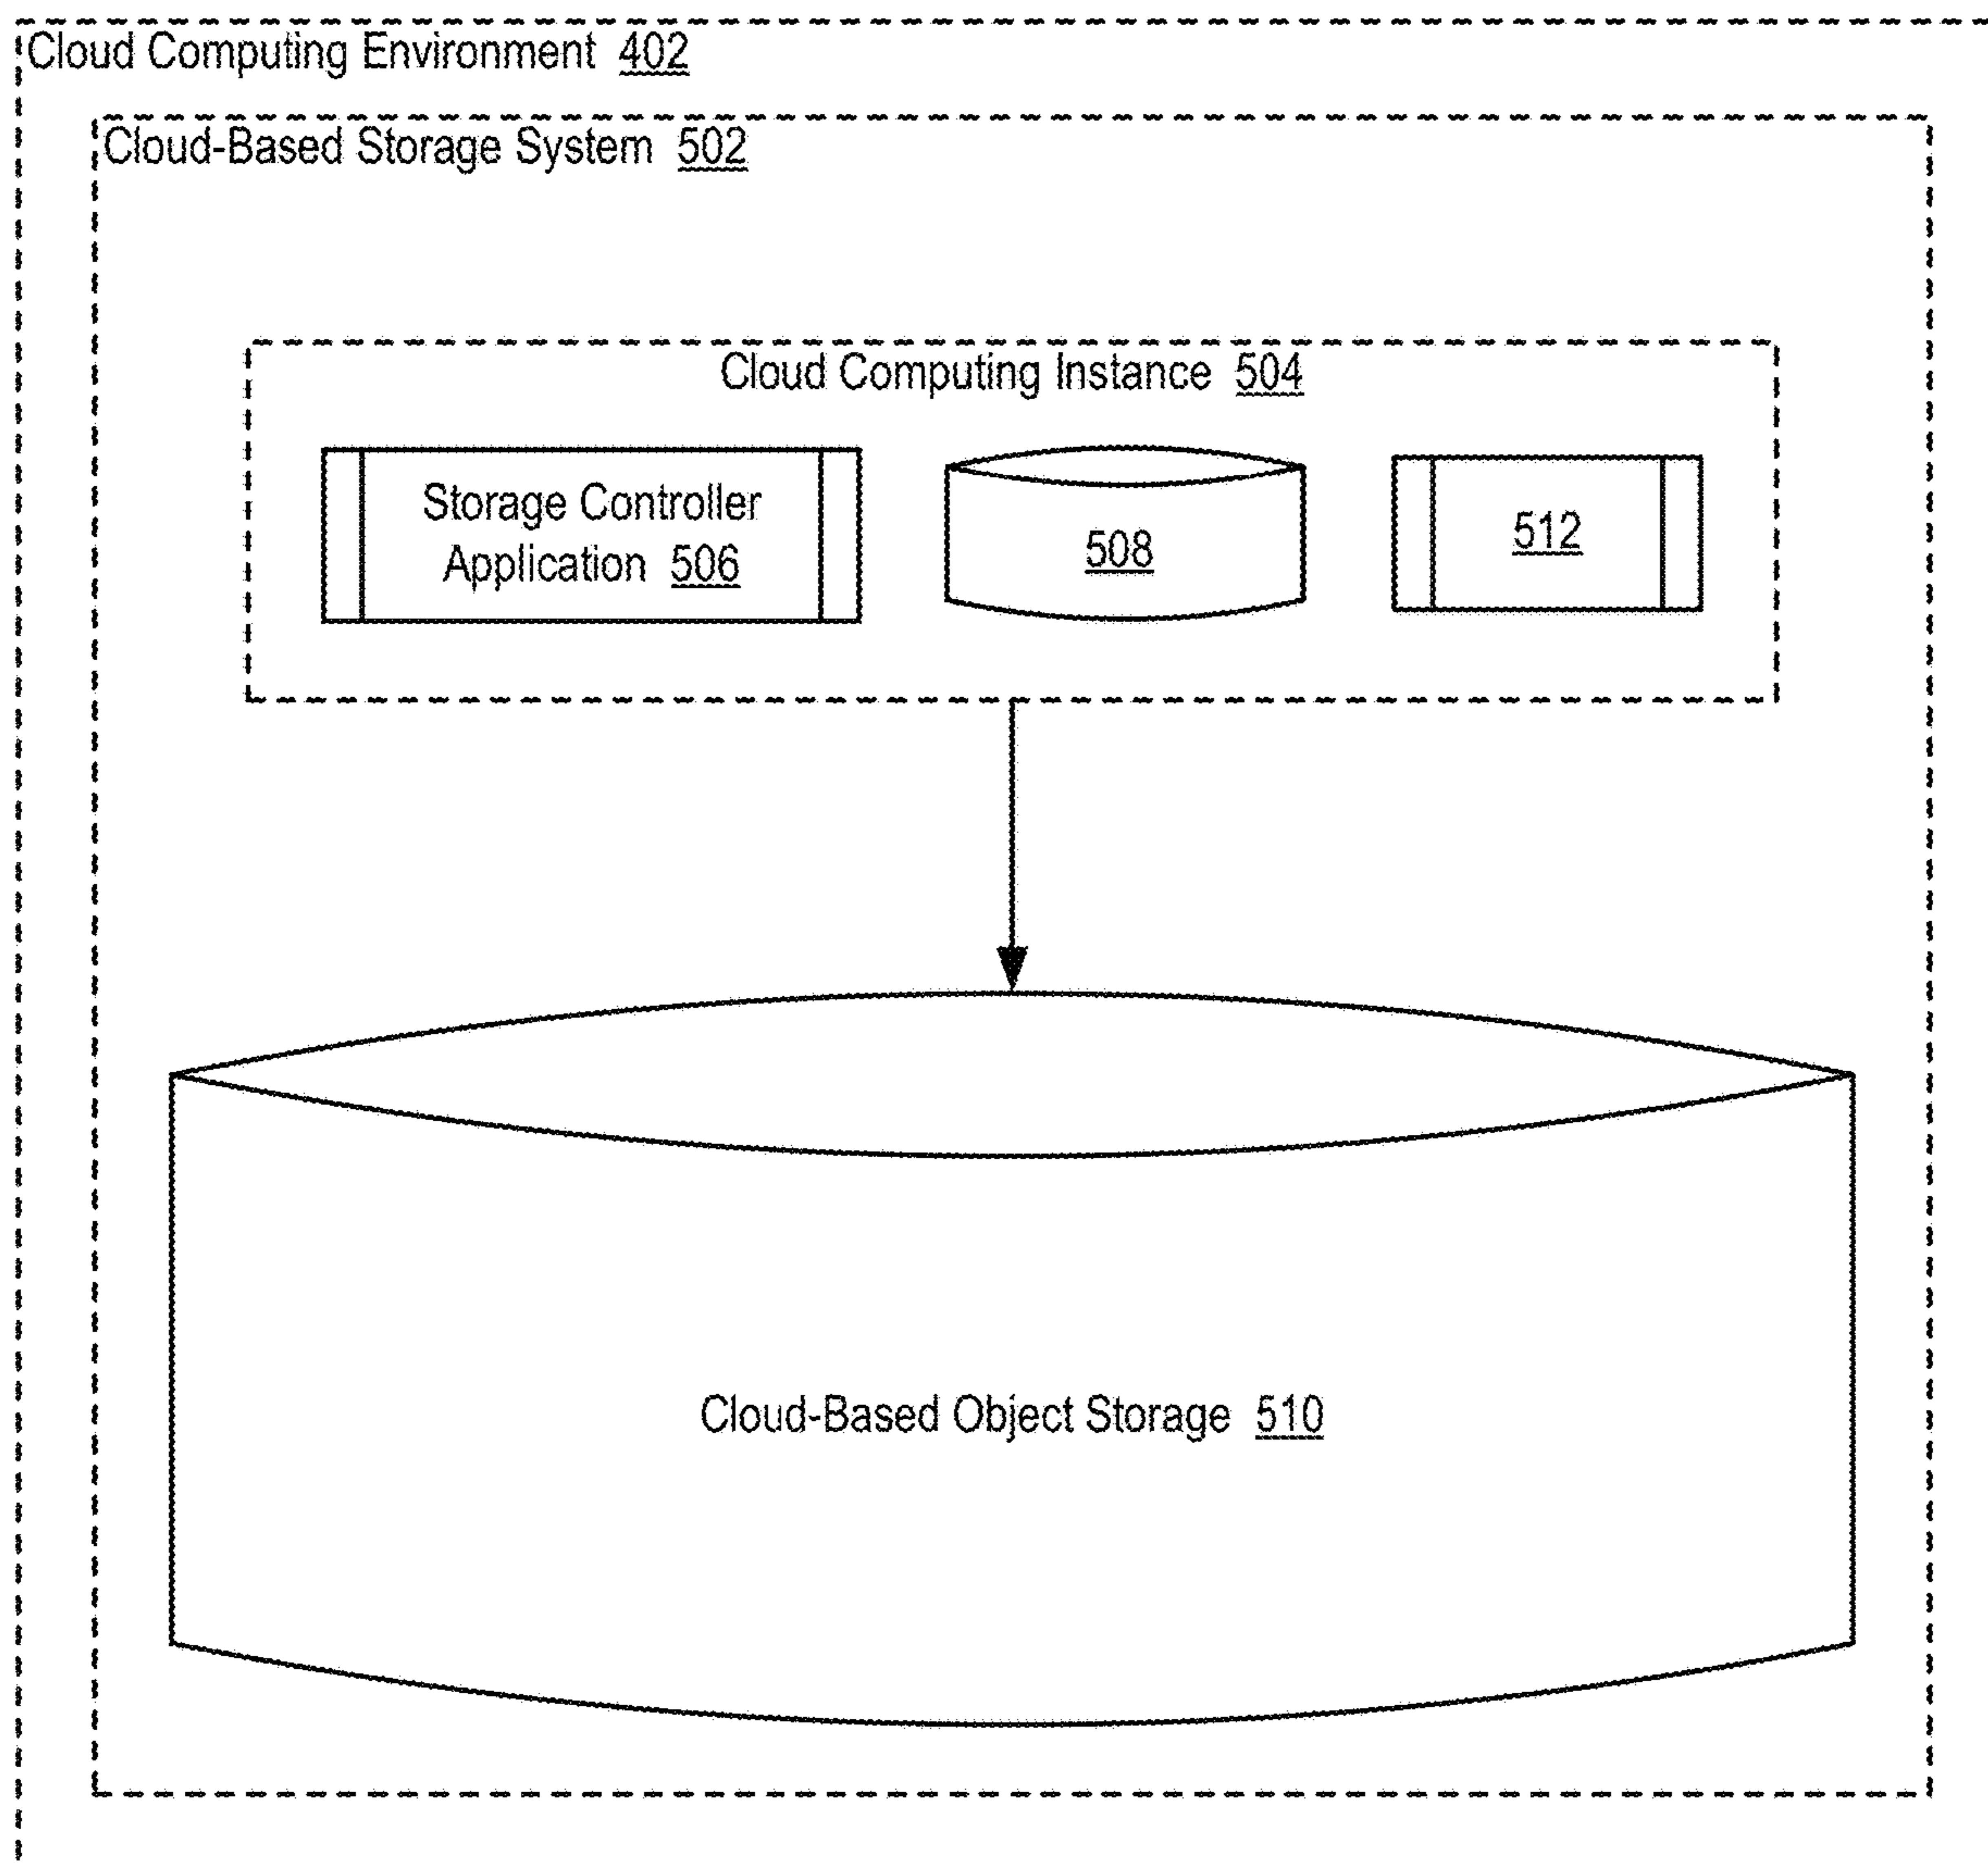 Cloud Computing Environment 402
Cloud-Based Storage System 502
Cloud Computing Instance 504
Storage Controller
Application 506
508
512
Cloud-Based Object Storage 510